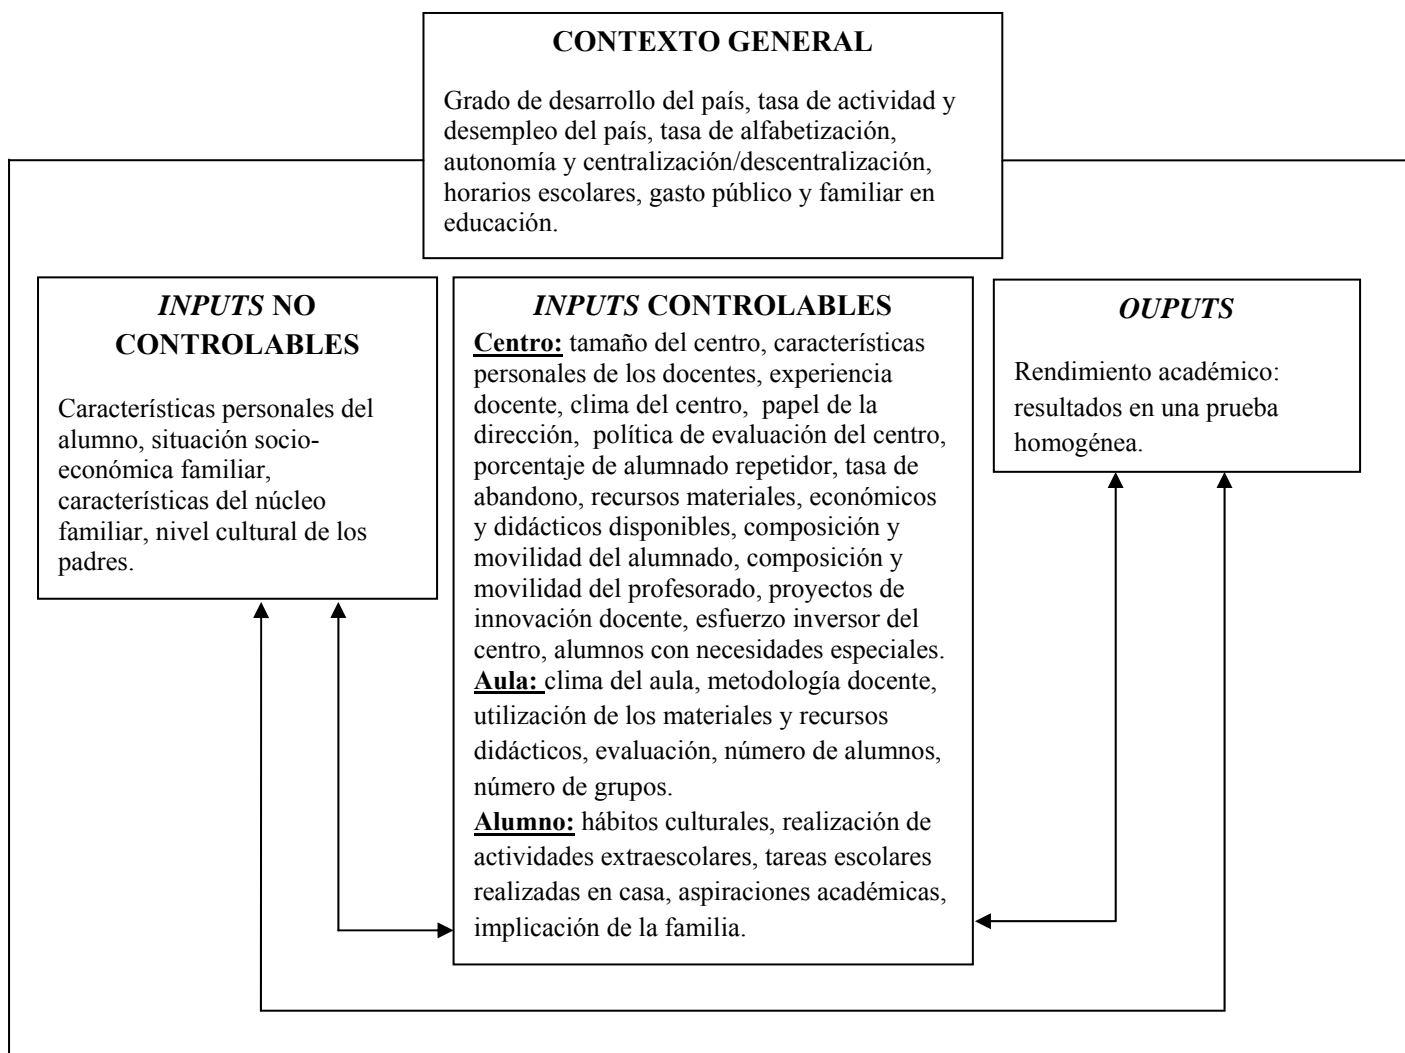 CONTEXTO GENERAL
Grado de desarrollo del país, tasa de actividad y
desempleo del país, tasa de alfabetización,
autonomía y centralización/descentralización,
horarios escolares, gasto público y familiar en
educación.
INPUTS NO
CONTROLABLES
Características personales del
alumno, situación socio-
económica familiar,
características del núcleo
familiar, nivel cultural de los
padres.
INPUTS CONTROLABLES
Centro: tamaño del centro, características
personales de los docentes, experiencia
docente, clima del centro, papel de la
dirección, política de evaluación del centro,
porcentaje de alumnado repetidor, tasa de
abandono, recursos materiales, económicos
y didácticos disponibles, composición y
movilidad del alumnado, composición y
movilidad del profesorado, proyectos de
innovación docente, esfuerzo inversor del
centro, alumnos con necesidades especiales.
Aula: clima del aula, metodología docente,
utilización de los materiales y recursos
didácticos, evaluación, número de alumnos,
número de grupos.
Alumno: hábitos culturales, realización de
actividades extraescolares, tareas escolares
realizadas en casa, aspiraciones académicas,
implicación de la familia.
OUPUTS
Rendimiento académico:
resultados en una prueba
homogénea.